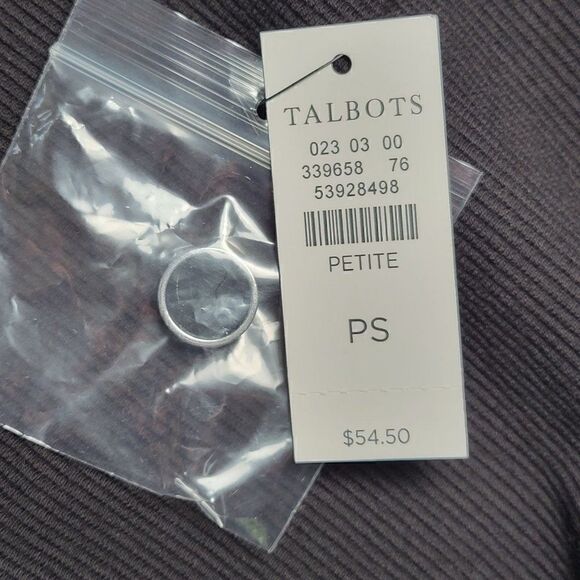 TALBOTS
023 03 00
339658 76
53928498
PETITE
PS
$54.50